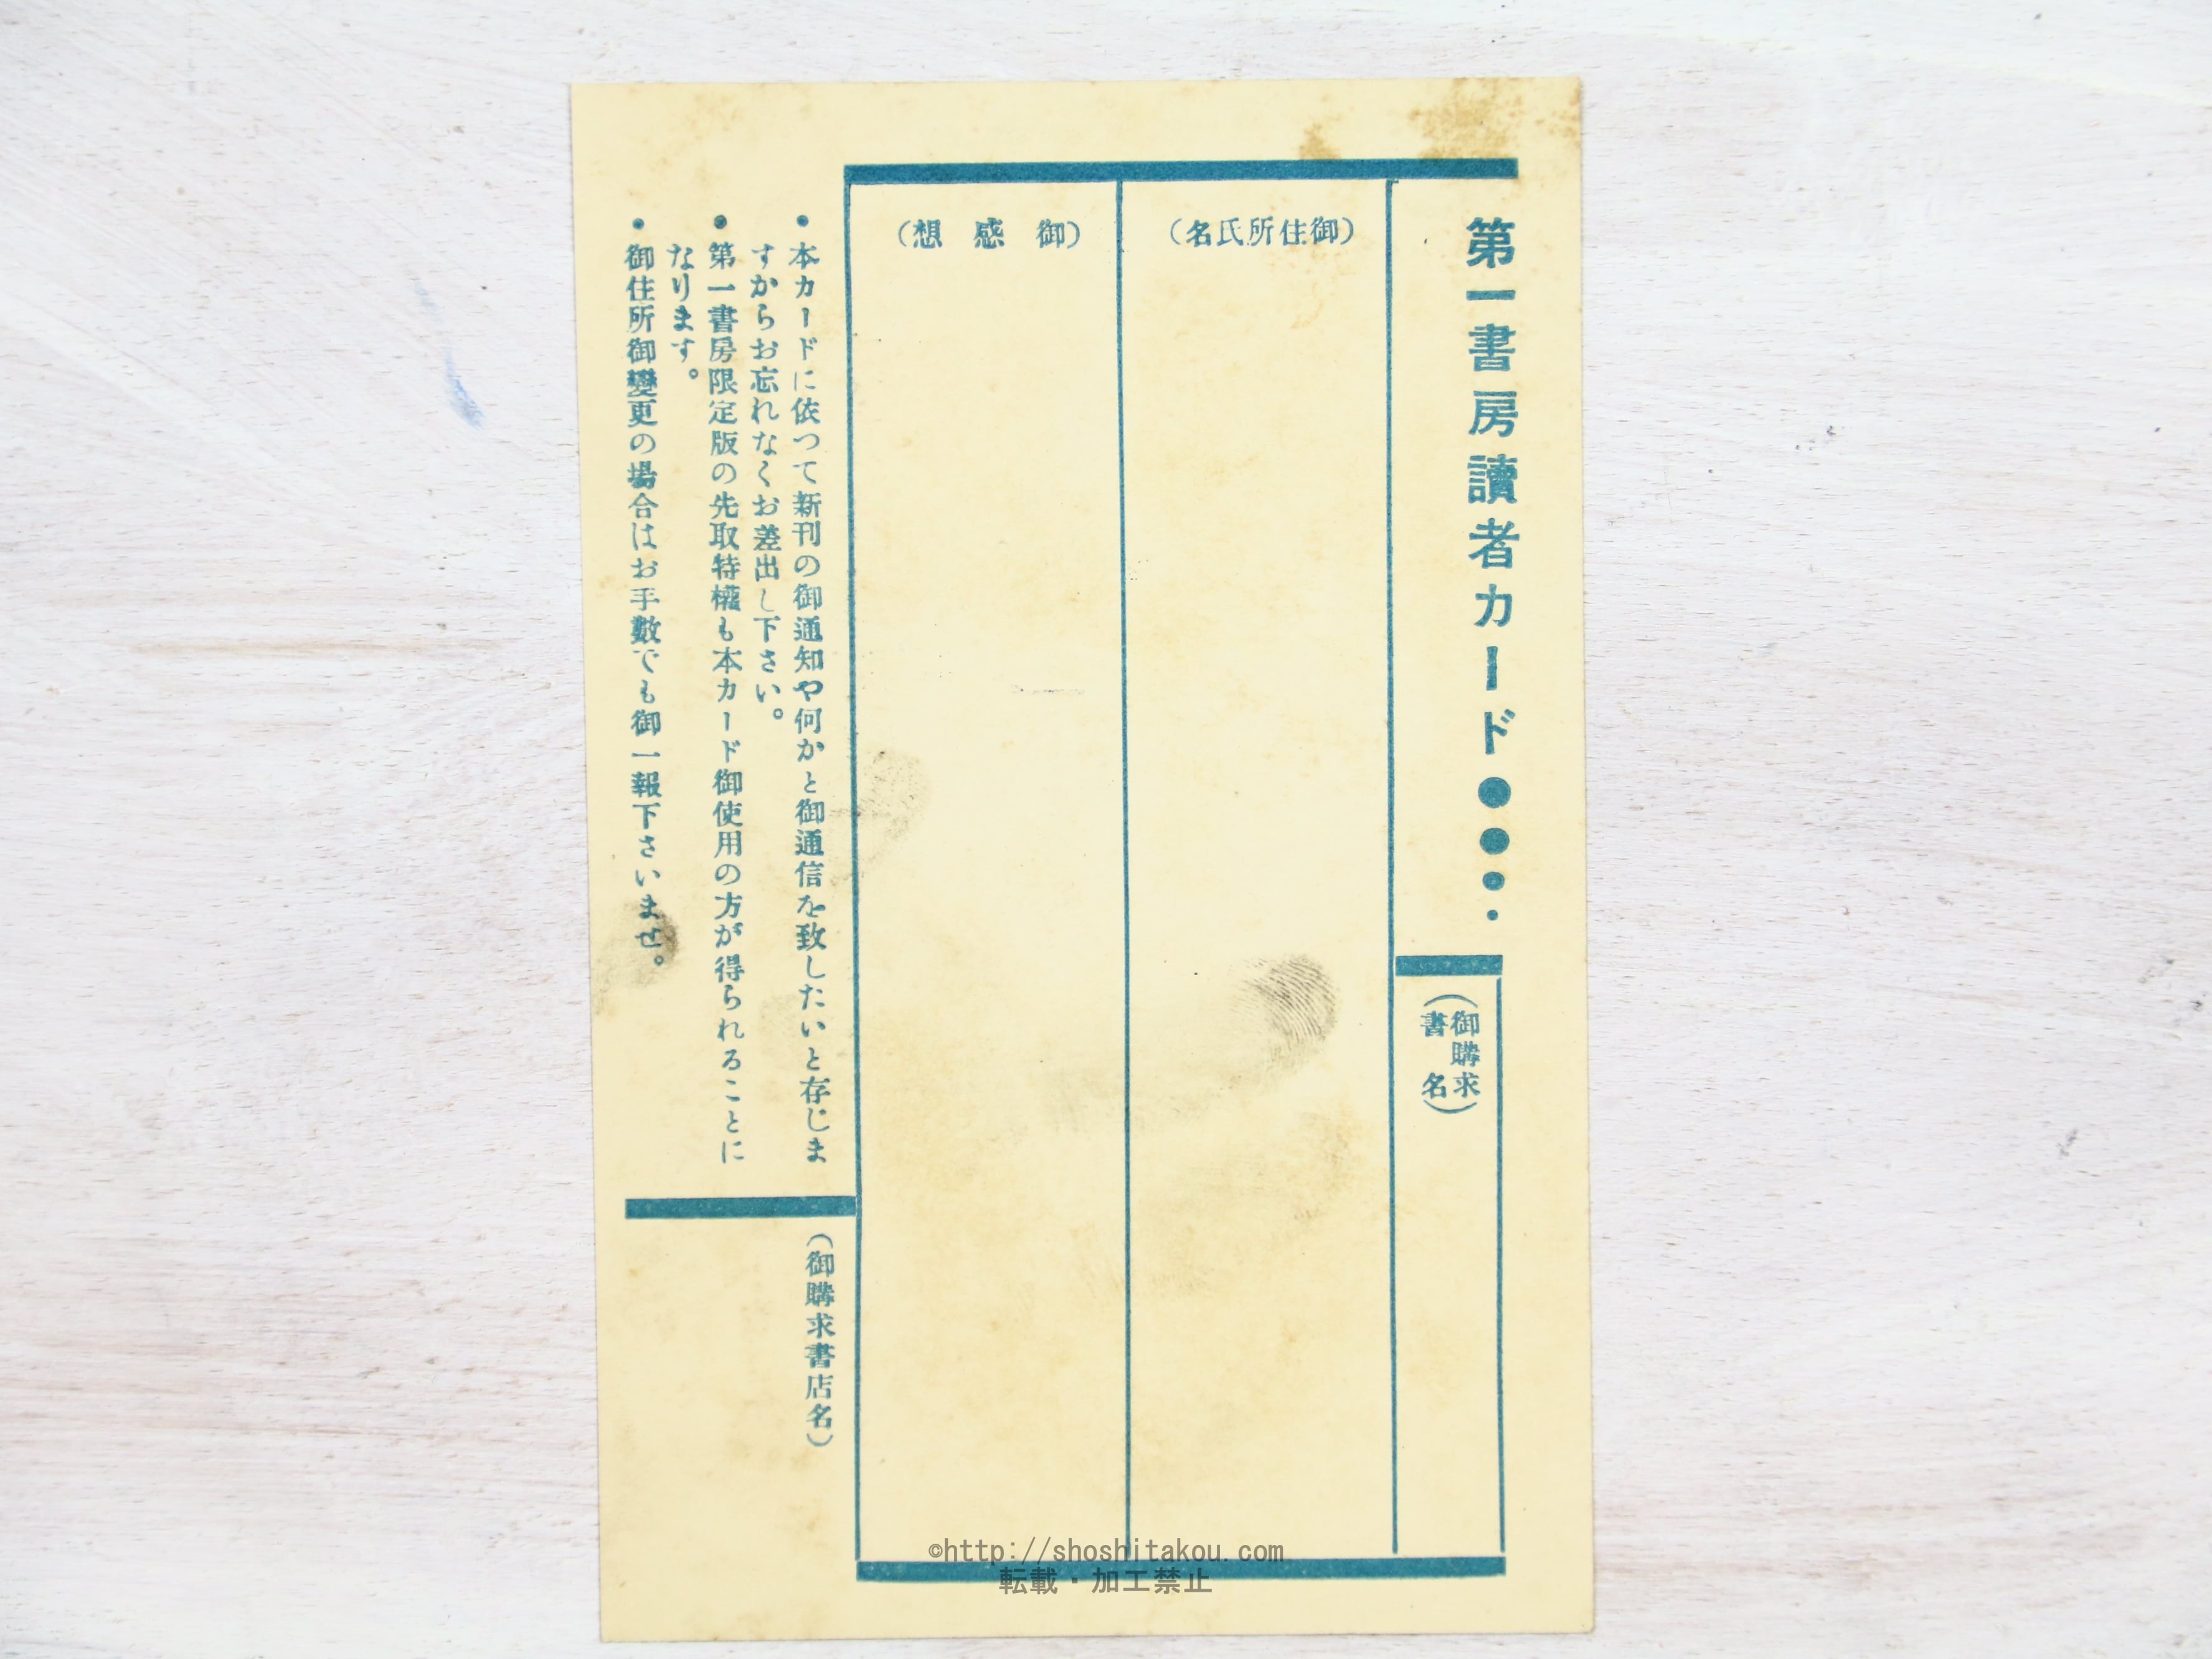 第一書房讀者カード
(御購求
書名)
(御住所氏名)
(御感想)
・本カードに依つて新刊の御通知や何かと御通信を致したいと存じま
すからお忘れなくお差出し下さい。
・第一書房限定版の先取特權も本カード御使用の方が得られることに
なります。
・御住所御變更の場合はお手數でも御一報下さいませ。
(御購求書店名)
©http://shoshitakou.com
転載・加工禁止